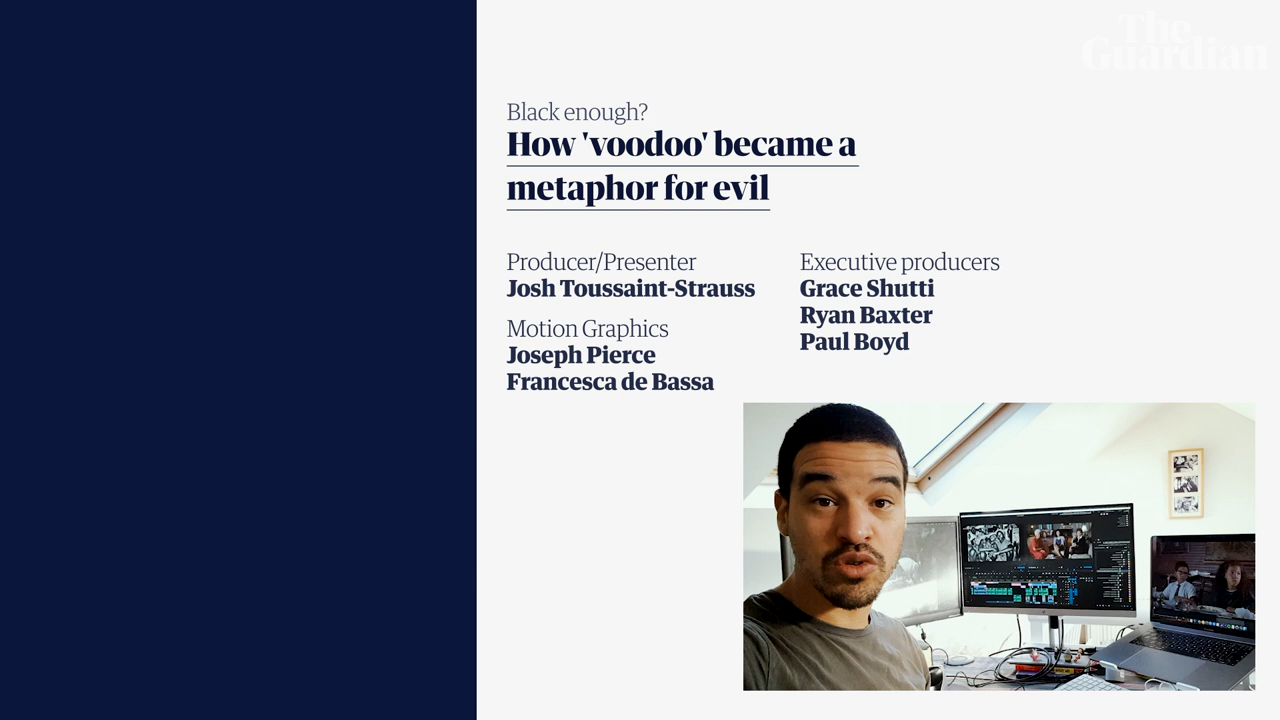 The
Guardian
Black enough?
How 'voodoo' became a
metaphor for evil
Producer/Presenter
Josh Toussaint-Strauss
Motion Graphics
Joseph Pierce
Francesca de Bassa
Executive producers
Grace Shutti
Ryan Baxter
Paul Boyd